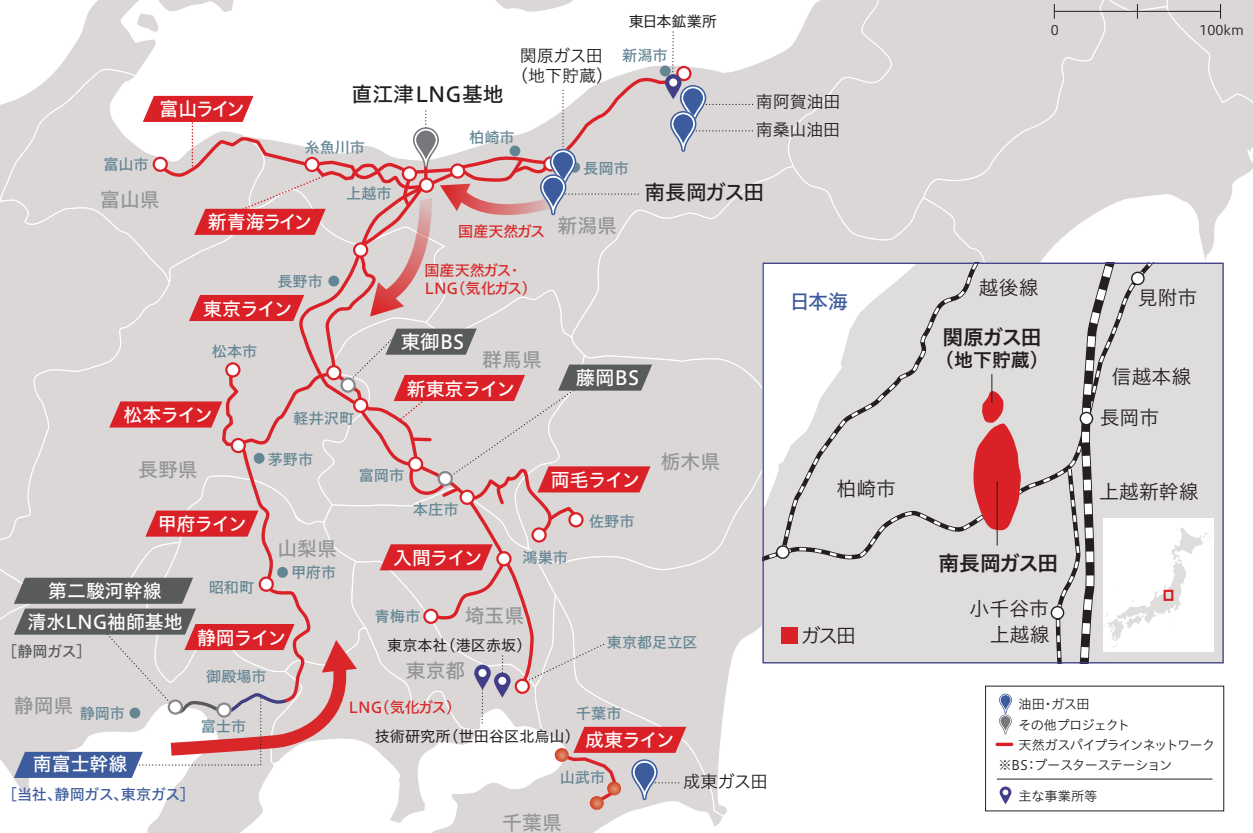 0
100km
東日本鉱業所
新潟市
関原ガス田
（地下貯蔵）
直江津LNG基地
南阿賀油田
南桑山油田
富山ライン
柏崎市
糸魚川市
富山市
長岡市
上越市
富山県
南長岡ガス田
新青海ライン
国産天然ガス
新潟県
国産天然ガス・
LNG（気化ガス）
長野市
東京ライン
東御BS
松本市
群馬県
藤岡BS
新東京ライン
松本ライン
軽井沢町
茅野市
長野県
富岡市
栃木県
両毛ライン
本庄市
甲府ライン
佐野市
山梨県
入間ライン
鴻巣市
甲府市
昭和町
第二駿河幹線
清水LNG袖師基地
［静岡ガス］
静岡ライン
青梅市
埼玉県
東京本社（港区赤坂）
東京都足立区
東京都
御殿場市
静岡県
静岡市
富士市
LNG（気化ガス）
千葉市
技術研究所（世田谷区北烏山）
成東ライン
南富士幹線
［当社、静岡ガス、東京ガス］
山武市
成東ガス田
千葉県
日本海
越後線
見附市
関原ガス田
（地下貯蔵）
信越本線
長岡市
柏崎市
上越新幹線
南長岡ガス田
小千谷市
上越線
ガス田
油田・ガス田
その他プロジェクト
天然ガスパイプラインネットワーク
※BS：ブースターステーション
主な事業所等